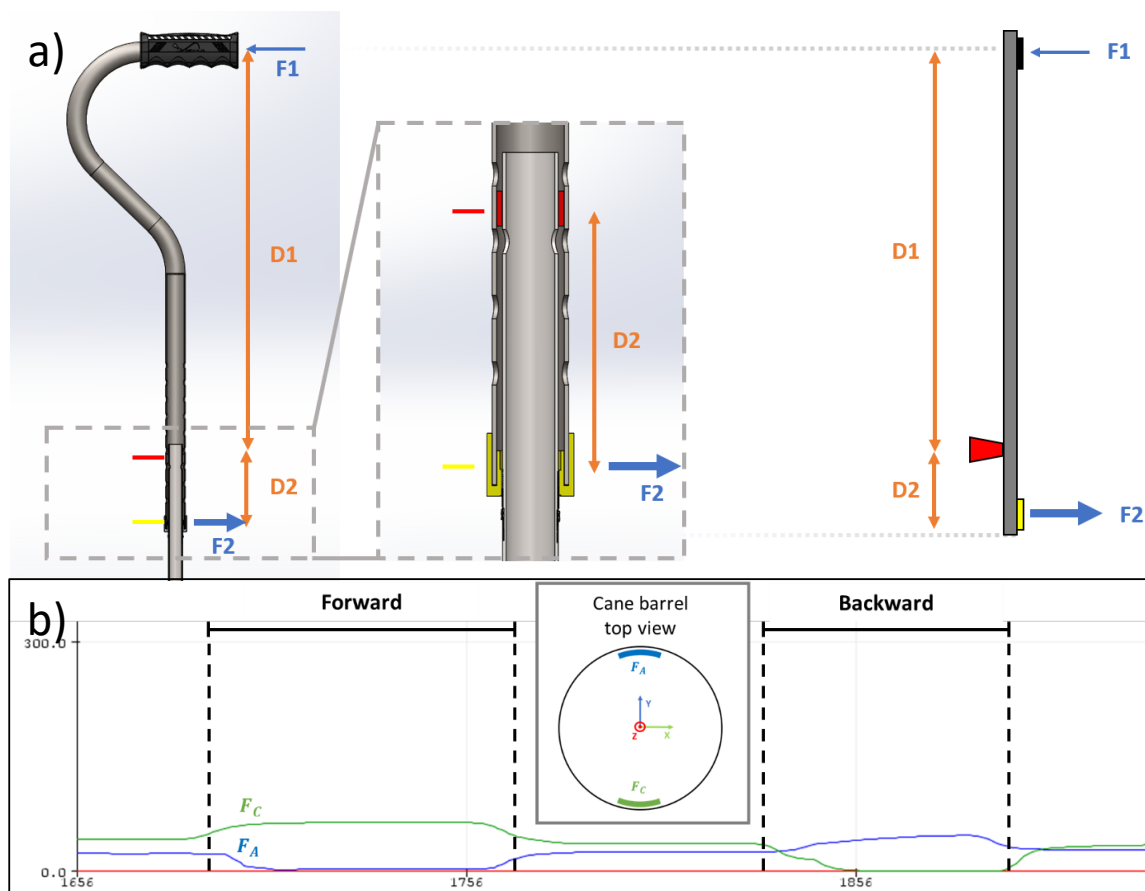 a)
F1
D1
D2
F2
D2
F2
F1
D1
D2
F2
b)
Forward
Cane barrel
top view
Backward
F_A
Y
Z
X
F_C
300.0
F_C
F_A
0.0
1656
1756
1856